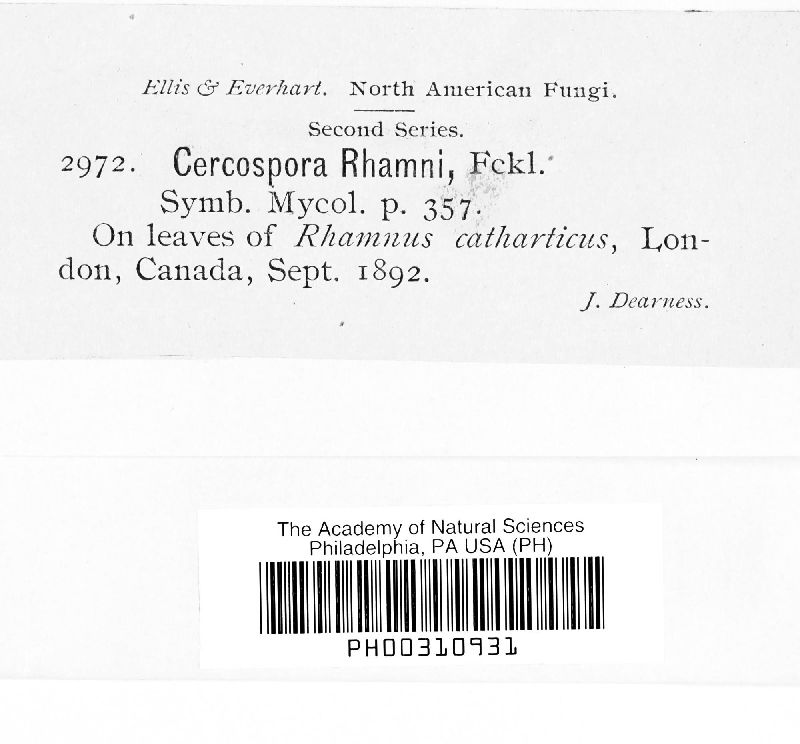 Ellis & Everhart. North American Fungi.
Second Series.
2972. Cercospora Rhamni, Fckl.
Symb. Mycol. p. 357.
On leaves of Rhamnus catharticus, Lon-
don, Canada, Sept. 1892.
J. Dearness.
The Academy of Natural Sciences
Philadelphia, PA USA (PH)
PH00310931